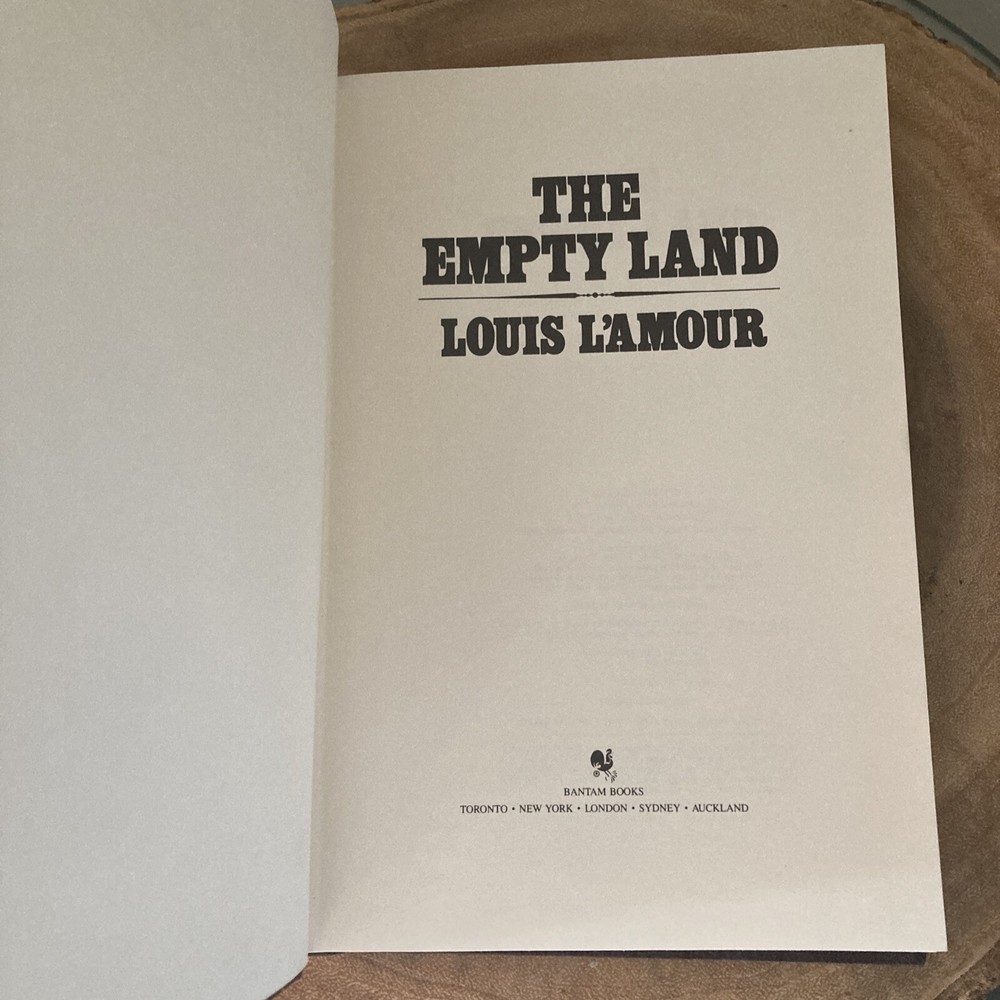 THE
EMPTY LAND
LOUIS L'AMOUR
BANTAM BOOKS
TORONTO • NEW YORK • LONDON • SYDNEY • AUCKLAND